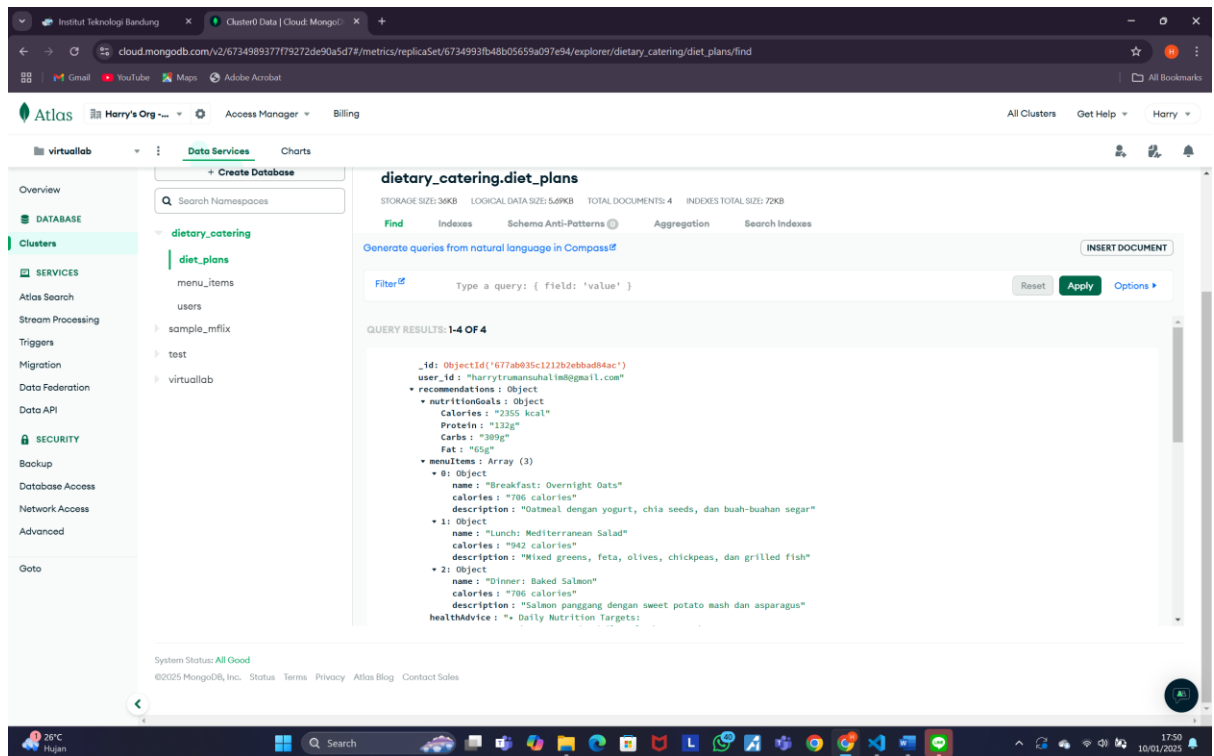 Institut Teknologi Bandung
Cluster0 Data | Cloud: MongoD
cloud.mongodb.com/v2/6734989377f79272de90a5d7#/metrics/replicaSet/6734993fb48b05659a097e94/explorer/dietary_catering/diet_plans/find
Gmail YouTube Maps Adobe Acrobat All Bookmarks
Atlas Harry's Org -... Access Manager Billing All Clusters Get Help Harry
virtuallab Data Services Charts
Overview
DATABASE
Clusters
SERVICES
Atlas Search
Stream Processing
Triggers
Migration
Data Federation
Data API
SECURITY
Backup
Database Access
Network Access
Advanced
Goto
+ Create Database
Search Namespaces
dietary_catering
diet_plans
menu_items
users
sample_mflix
test
virtuallab
dietary_catering.diet_plans
STORAGE SIZE: 36KB LOGICAL DATA SIZE: 5.69KB TOTAL DOCUMENTS: 4 INDEXES TOTAL SIZE: 72KB
Find Indexes Schema Anti-Patterns 0 Aggregation Search Indexes
Generate queries from natural language in Compass
INSERT DOCUMENT
Filter Type a query: { field: 'value' } Reset Apply Options
QUERY RESULTS: 1-4 OF 4
_id: ObjectId('677ab035c1212b2ebbad84ac')
user_id : "harrytrumansuhalim8@gmail.com"
recommendations : Object
nutritionGoals : Object
Calories : "2355 kcal"
Protein : "132g"
Carbs : "309g"
Fat : "65g"
menuItems : Array (3)
0: Object
name : "Breakfast: Overnight Oats"
calories : "706 calories"
description : "Oatmeal dengan yogurt, chia seeds, dan buah-buahan segar"
1: Object
name : "Lunch: Mediterranean Salad"
calories : "942 calories"
description : "Mixed greens, feta, olives, chickpeas, dan grilled fish"
2: Object
name : "Dinner: Baked Salmon"
calories : "706 calories"
description : "Salmon panggang dengan sweet potato mash dan asparagus"
healthAdvice : "• Daily Nutrition Targets:
System Status: All Good
©2025 MongoDB, Inc. Status Terms Privacy Atlas Blog Contact Sales
26°C
Hujan
Search
17:50
10/01/2025